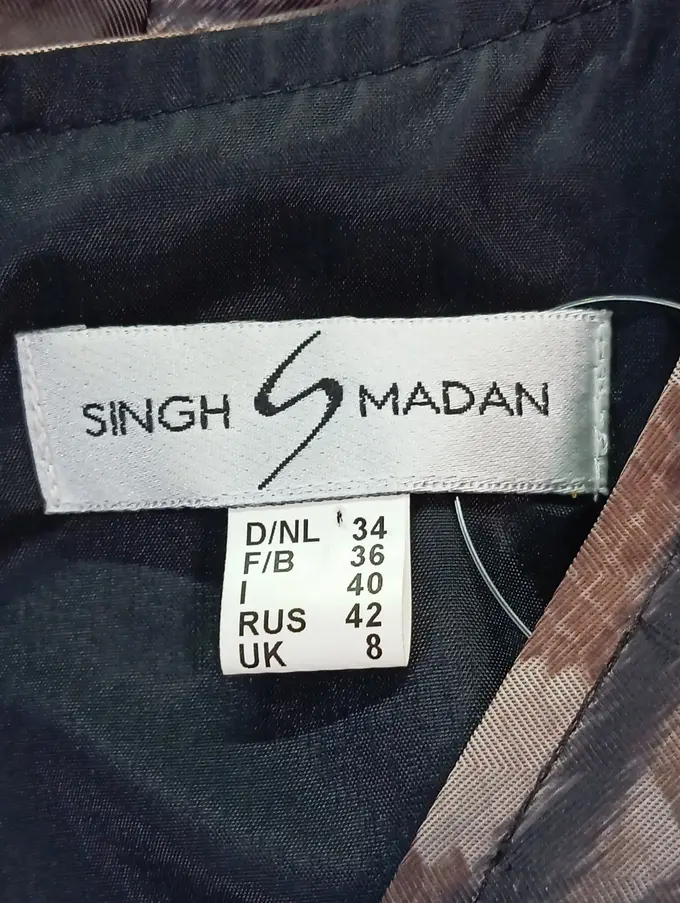 SINGH MADAN
D/NL 34
F/B 36
I 40
RUS 42
UK 8